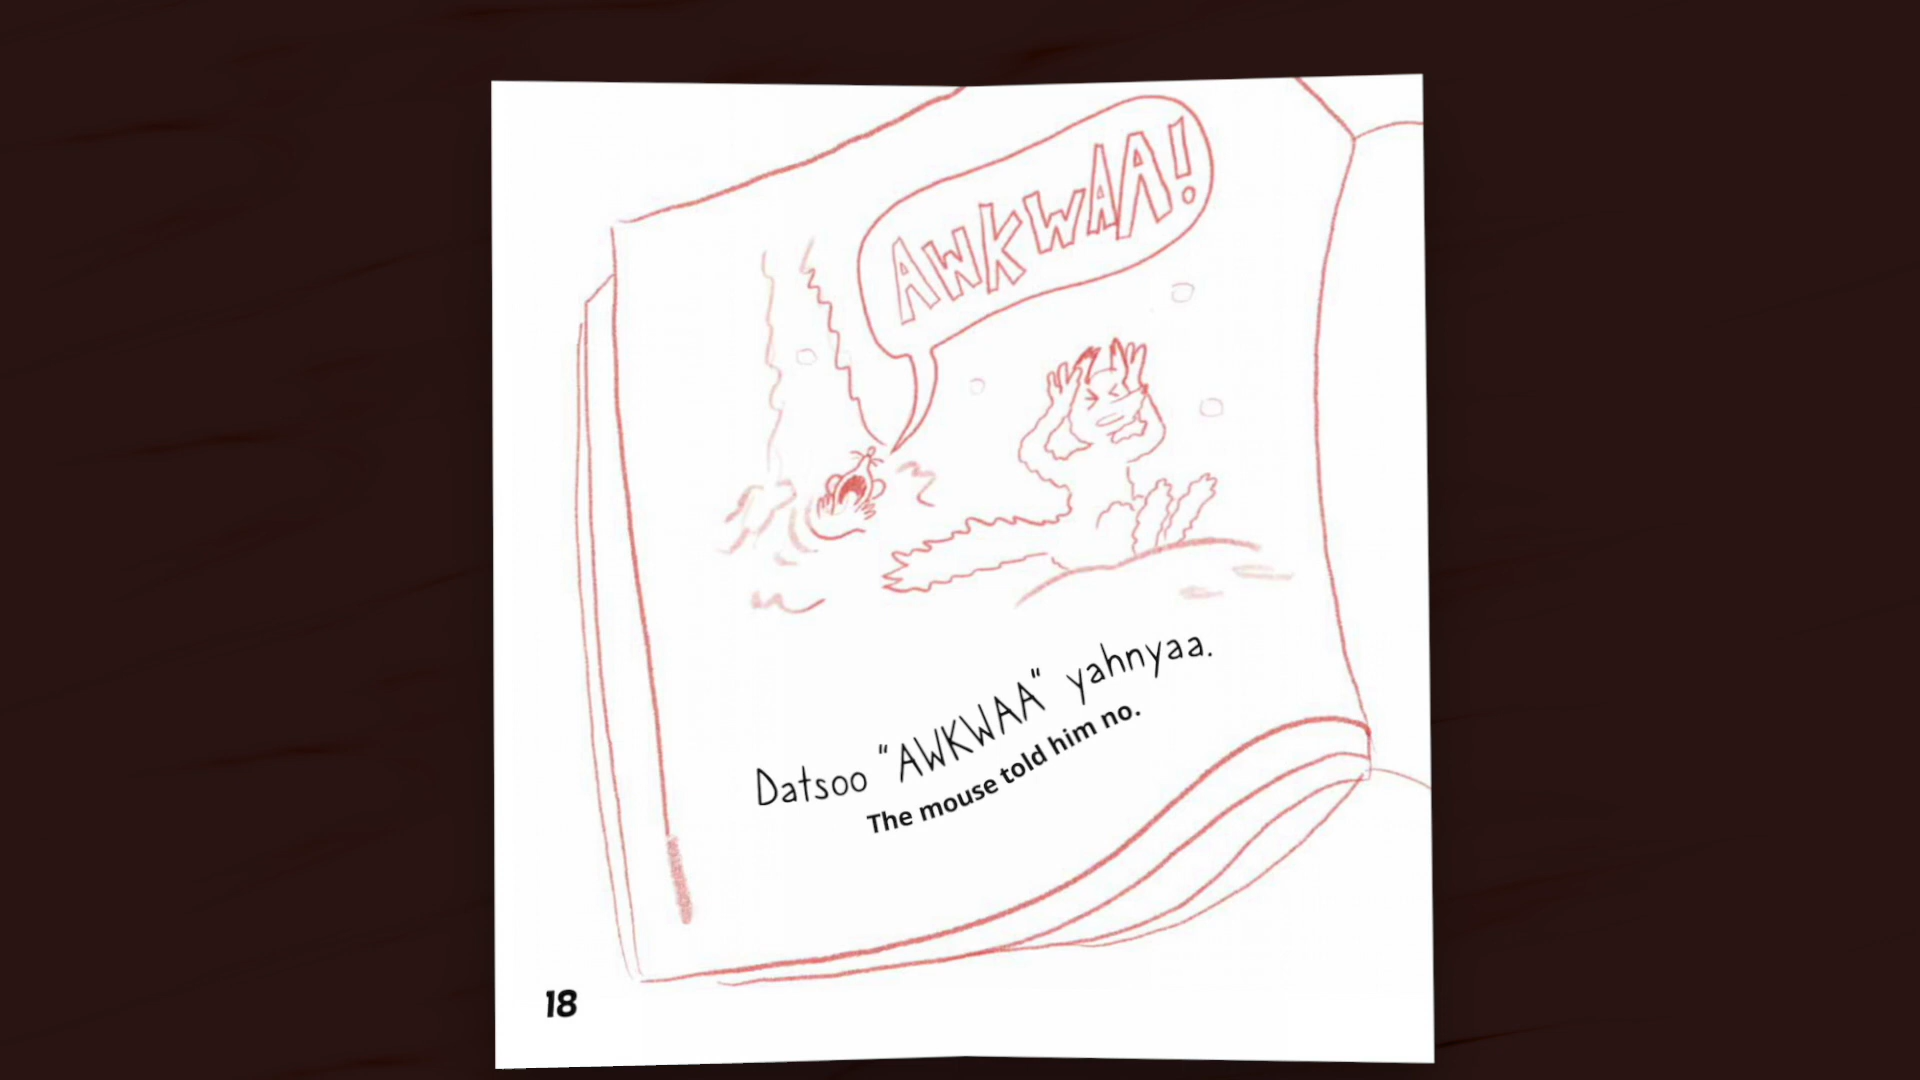 AWKWAA!
Datsoo “AWKWAA” yahnyaa.
The mouse told him no.
18